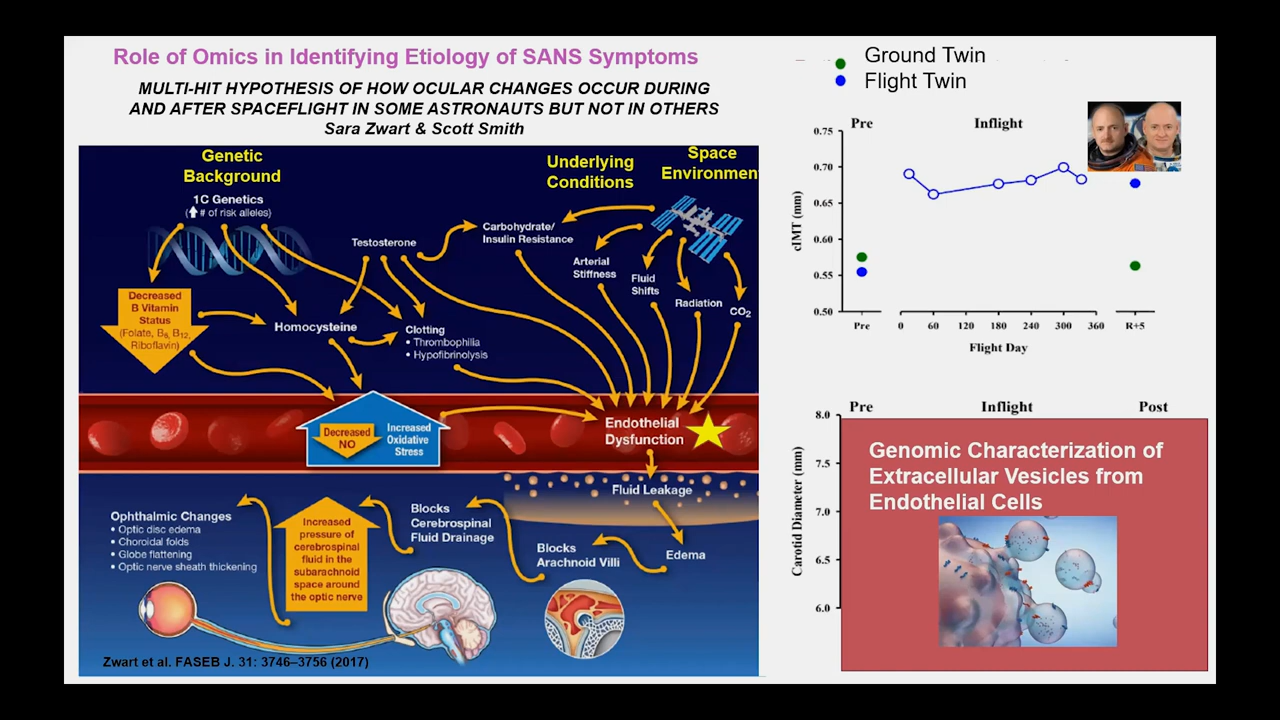 Role of Omics in Identifying Etiology of SANS Symptoms
MULTI-HIT HYPOTHESIS OF HOW OCULAR CHANGES OCCUR DURING
AND AFTER SPACEFLIGHT IN SOME ASTRONAUTS BUT NOT IN OTHERS
Sara Zwart & Scott Smith
Genetic
Background
Underlying
Conditions
Space
Environmen
1C Genetics
(⬆ # of risk alleles)
Testosterone
Carbohydrate/
Insulin Resistance
Arterial
Stiffness
Fluid
Shifts
Radiation
CO₂
Decreased
B Vitamin
Status
(Folate, B₆, B₁₂,
Riboflavin)
Homocysteine
Clotting
• Thrombophilia
• Hypofibrinolysis
Decreased
NO
Increased
Oxidative
Stress
Endothelial
Dysfunction
Fluid Leakage
Edema
Blocks
Arachnoid Villi
Blocks
Cerebrospinal
Fluid Drainage
Increased
pressure of
cerebrospinal
fluid in the
subarachnoid
space around
the optic nerve
Ophthalmic Changes
• Optic disc edema
• Choroidal folds
• Globe flattening
• Optic nerve sheath thickening
Zwart et al. FASEB J. 31: 3746–3756 (2017)
Ground Twin
Flight Twin
Pre Inflight
cIMT (mm)
0.75
0.70
0.65
0.60
0.55
0.50
Pre 0 60 120 180 240 300 360 R+5
Flight Day
Pre Inflight Post
Carotid Diameter (mm)
8.0
7.5
7.0
6.5
6.0
Genomic Characterization of
Extracellular Vesicles from
Endothelial Cells